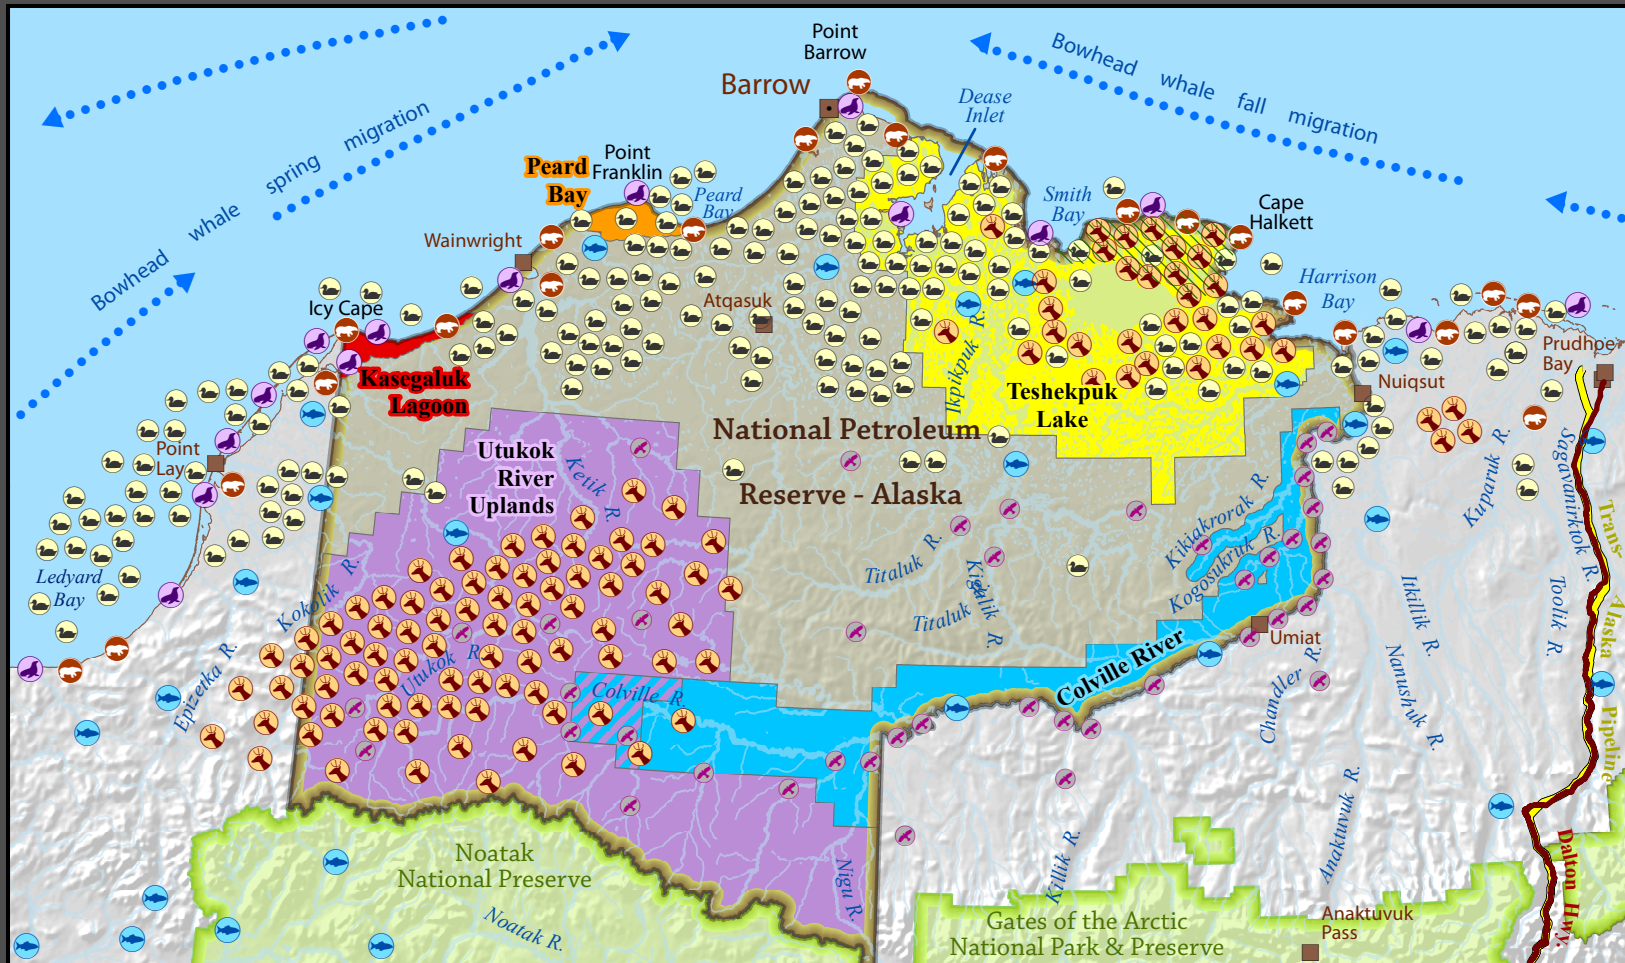 Point
Barrow
Barrow
Bowhead whale fall migration
Dease
Inlet
Bowhead whale spring migration
Peard
Bay
Point
Franklin
Peard
Bay
Smith
Bay
Cape
Halkett
Wainwright
Harrison
Bay
Icy Cape
Atqasuk
Prudhoe
Bay
Kasegaluk
Lagoon
Ikpikpuk R.
Teshekpuk
Lake
Nuiqsut
National Petroleum
Reserve - Alaska
Utukok
River
Uplands
Ketik R.
Point
Lay
Kuparuk R.
Sagavanirktok R.
Trans-
Alaska
Pipeline
Kikiakrorak R.
Kogosukruk R.
Titaluk R.
Kigalik R.
Titaluk R.
Ledyard
Bay
Kokolik R.
Ikillik R.
Toolik R.
Umiat
Colville River
Utukok R.
Epizetka R.
Colville R.
Chandler R.
Nanushuk R.
Anaktuvuk R.
Killik R.
Nigu R.
Dalton Hwy.
Noatak
National Preserve
Noatak R.
Gates of the Arctic
National Park & Preserve
Anaktuvuk
Pass